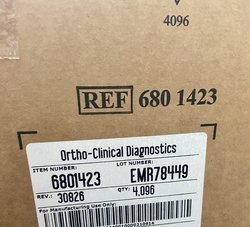 4096
REF 680 1423
Ortho-Clinical Diagnostics
ITEM NUMBER: LOT NUMBER:
6801423 EMR78449
REV.: QTY:
30826 4,096
For Manufacturing Use Only: